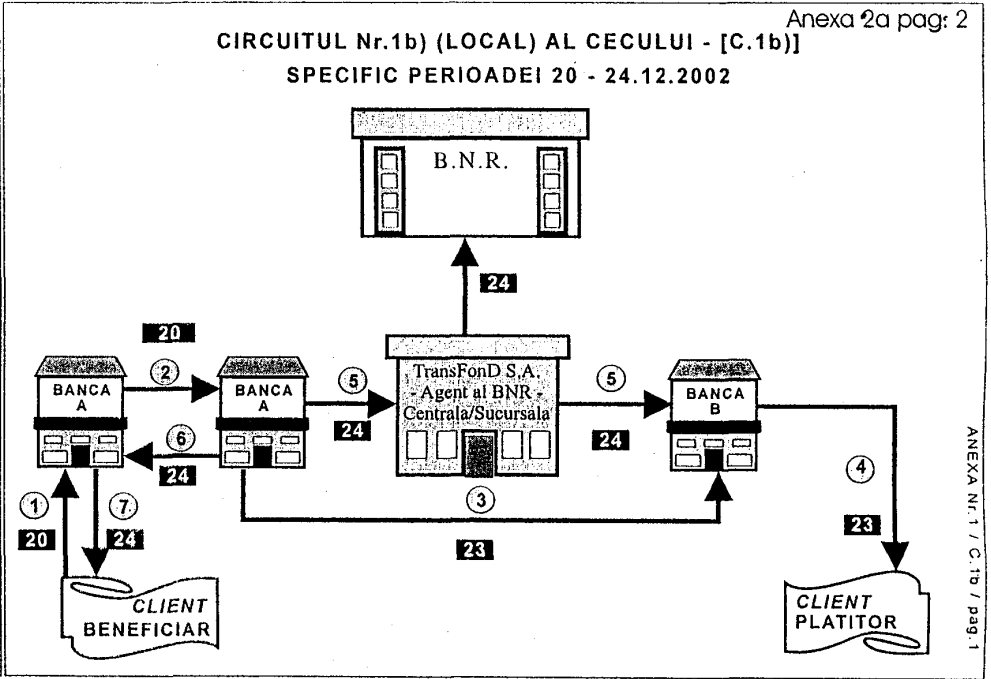 Anexa 2a pag: 2
CIRCUITUL Nr.1b) (LOCAL) AL CECULUI - [C.1b)]
SPECIFIC PERIOADEI 20 - 24.12.2002
B.N.R.
24
20
BANCA
A
2
BANCA
A
5
24
TransFonD S.A.
- Agent al BNR -
Centrala/Sucursala
5
24
BANCA
B
6
24
4
23
1
20
7
24
3
23
CLIENT
BENEFICIAR
CLIENT
PLATITOR
ANEXA Nr.1 / C.1b / pag.1